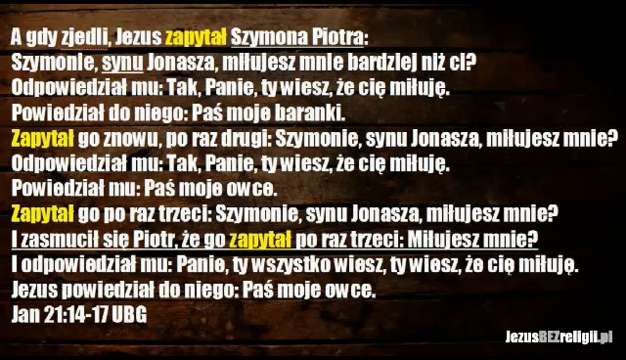 A gdy zjedli, Jezus zapytał Szymona Piotra:
Szymonie, synu Jonasza, miłujesz mnie bardziej niż ci?
Odpowiedział mu: Tak, Panie, ty wiesz, że cię miłuję.
Powiedział do niego: Paś moje baranki.
Zapytał go znowu, po raz drugi: Szymonie, synu Jonasza, miłujesz mnie?
Odpowiedział mu: Tak, Panie, ty wiesz, że cię miłuję.
Powiedział mu: Paś moje owce.
Zapytał go po raz trzeci: Szymonie, synu Jonasza, miłujesz mnie?
I zasmucił się Piotr, że go zapytał po raz trzeci: Miłujesz mnie?
I odpowiedział mu: Panie, ty wszystko wiesz, ty wiesz, że cię miłuję.
Jezus powiedział do niego: Paś moje owce.
Jan 21:14-17 UBG
JezusBEZreligii.pl